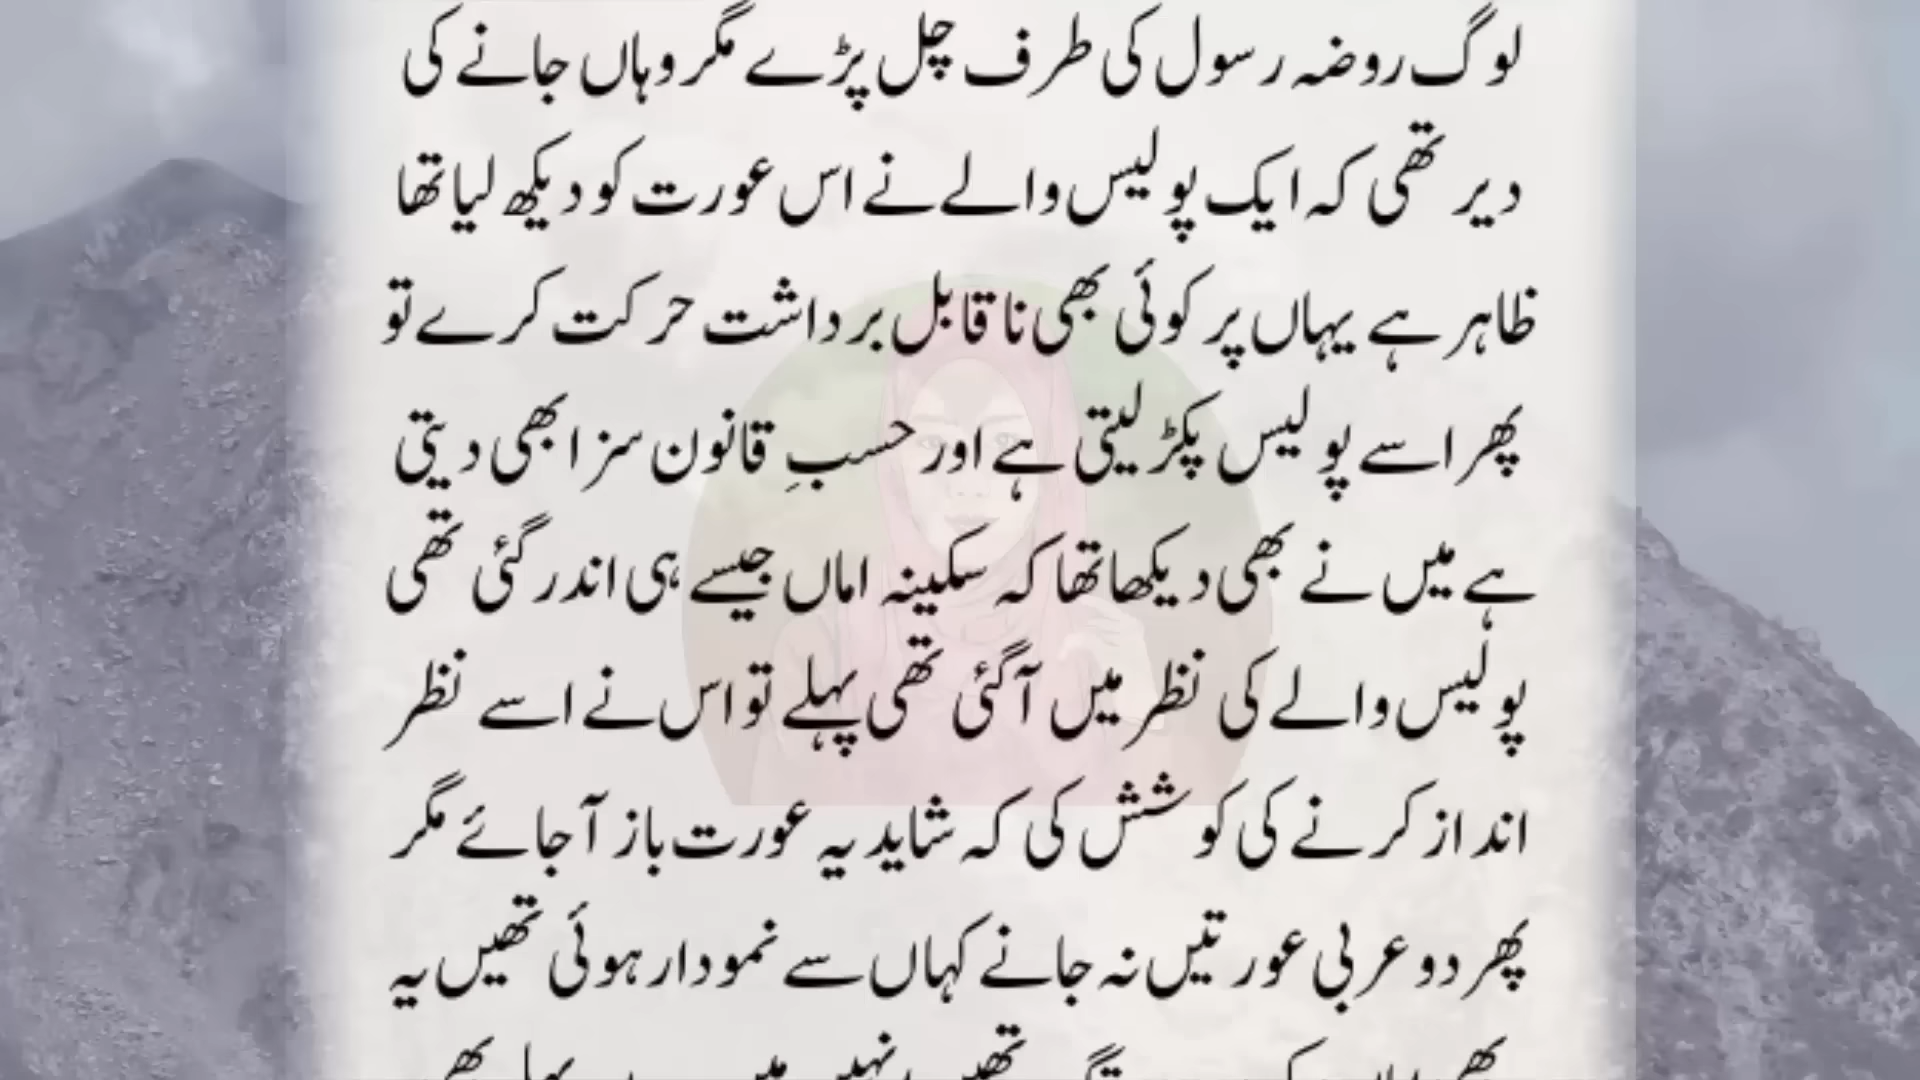 لوگ روضہ رسول کی طرف چل پڑے مگر وہاں جانے کی
دیر تھی کہ ایک پولیس والے نے اس عورت کو دیکھ لیا تھا
ظاہر ہے یہاں پر کوئی بھی ناقابل برداشت حرکت کرے تو
پھر اسے پولیس پکڑ لیتی ہے اور حسبِ قانون سزا بھی دیتی
ہے میں نے بھی دیکھا تھا کہ سکینہ اماں جیسے ہی اندر گئی تھی
پولیس والے کی نظر میں آگئی تھی پہلے تو اس نے اسے نظر
انداز کرنے کی کوشش کی کہ شاید یہ عورت باز آجائے مگر
پھر دو عربی عورتیں نہ جانے کہاں سے نمودار ہوئی تھیں یہ